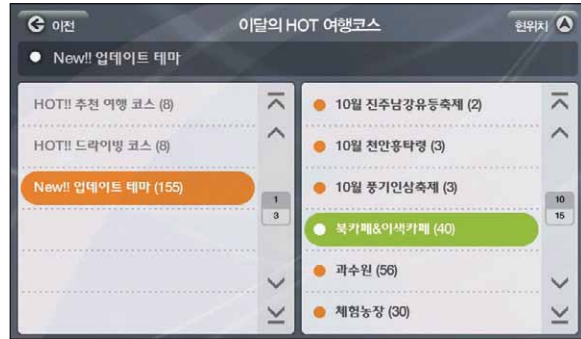 이전
이달의 HOT 여행코스
현위치
New!! 업데이트 테마
HOT!! 추천 여행 코스 (8)
HOT!! 드라이빙 코스 (8)
New!! 업데이트 테마 (155)
1
3
10월 진주남강유등축제 (2)
10월 천안흥타령 (3)
10월 풍기인삼축제 (3)
북카페&이색카페 (40)
과수원 (56)
체험농장 (30)
10
15